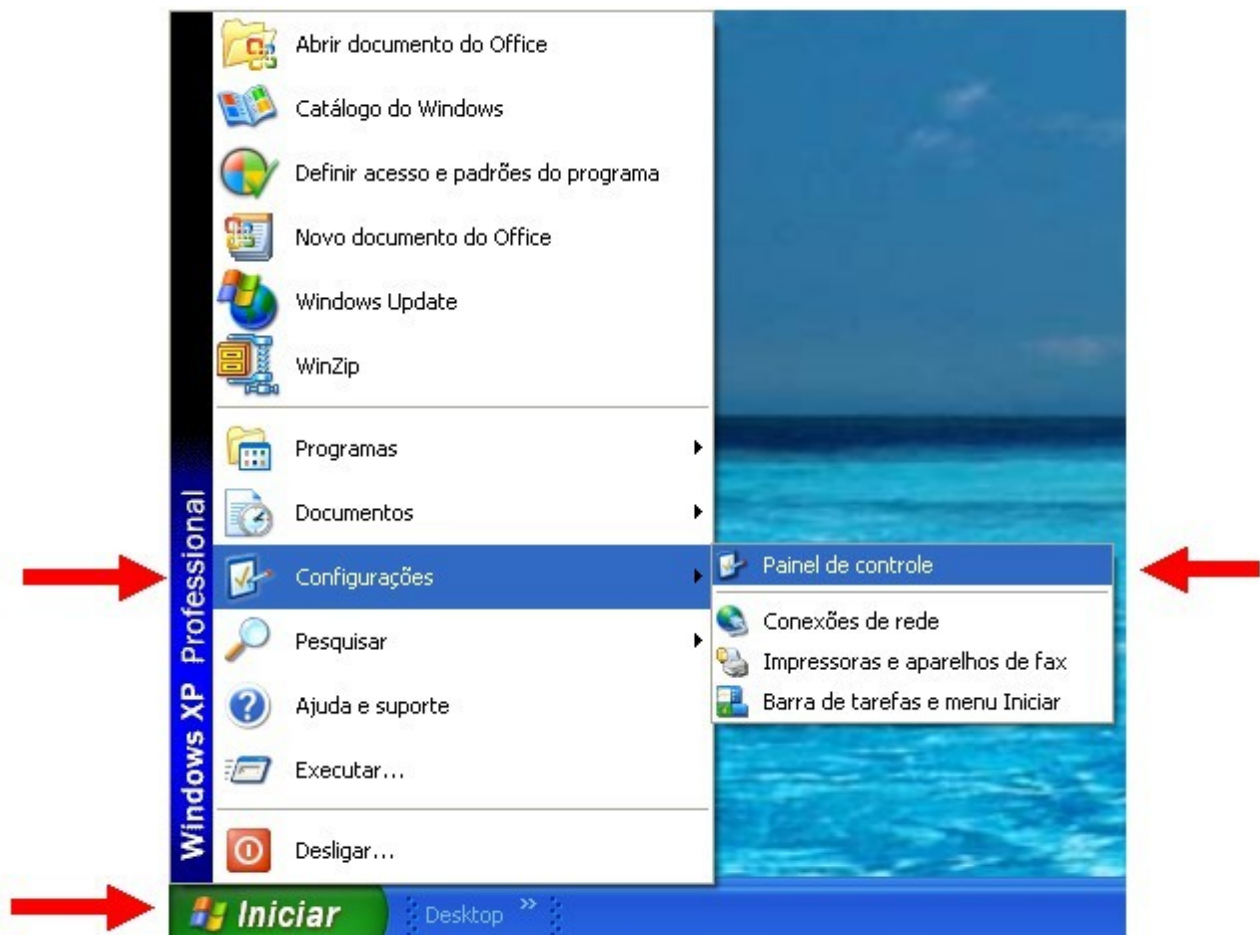 Abrir documento do Office
Catálogo do Windows
Definir acesso e padrões do programa
Novo documento do Office
Windows Update
WinZip
Programas
Documentos
Configurações
Pesquisar
Ajuda e suporte
Executar...
Desligar...
Painel de controle
Conexões de rede
Impressoras e aparelhos de fax
Barra de tarefas e menu Iniciar
Windows XP Professional
Iniciar
Desktop »